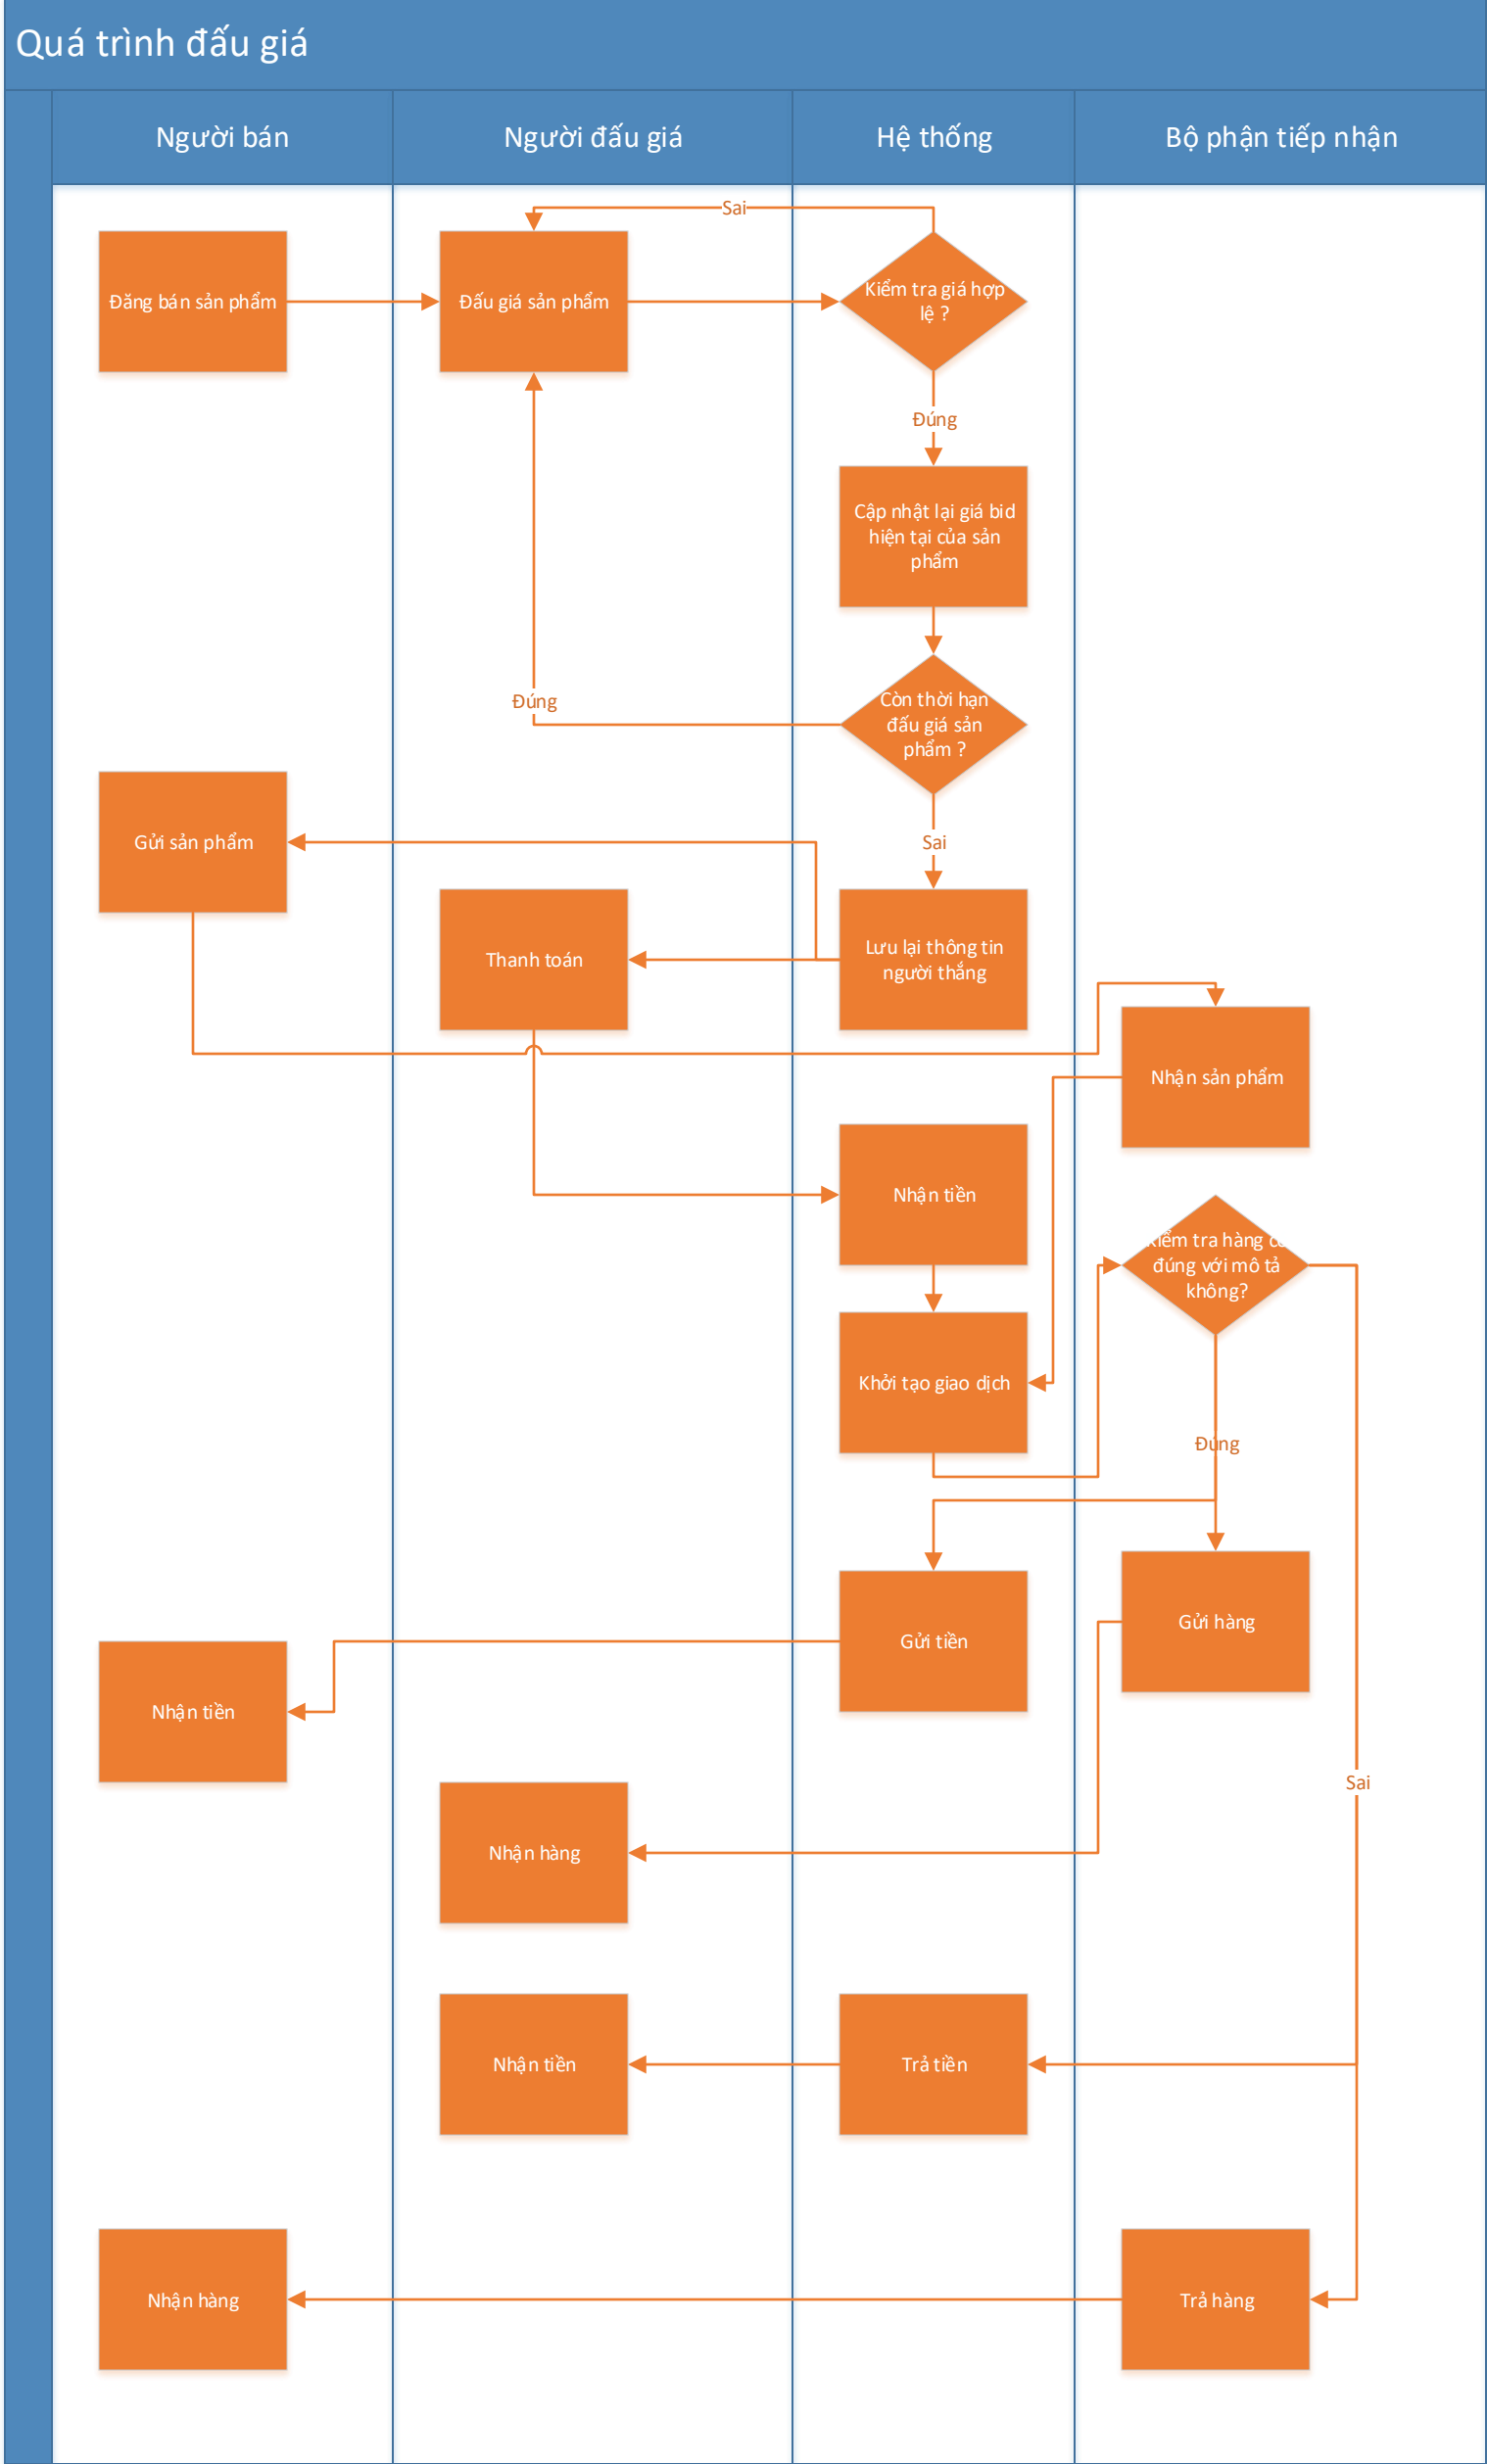 Quá trình đấu giá
Người bán
Người đấu giá
Hệ thống
Bộ phận tiếp nhận
Sai
Đăng bán sản phẩm
Đấu giá sản phẩm
Kiểm tra giá hợp
lệ ?
Đúng
Cập nhật lại giá bid
hiện tại của sản
phẩm
Đúng
Còn thời hạn
đấu giá sản
phẩm ?
Sai
Gửi sản phẩm
Thanh toán
Lưu lại thông tin
người thắng
Nhận sản phẩm
Nhận tiền
Kiểm tra hàng có
đúng với mô tả
không?
Khởi tạo giao dịch
Đúng
Gửi tiền
Gửi hàng
Nhận tiền
Sai
Nhận hàng
Nhận tiền
Trả tiền
Nhận hàng
Trả hàng